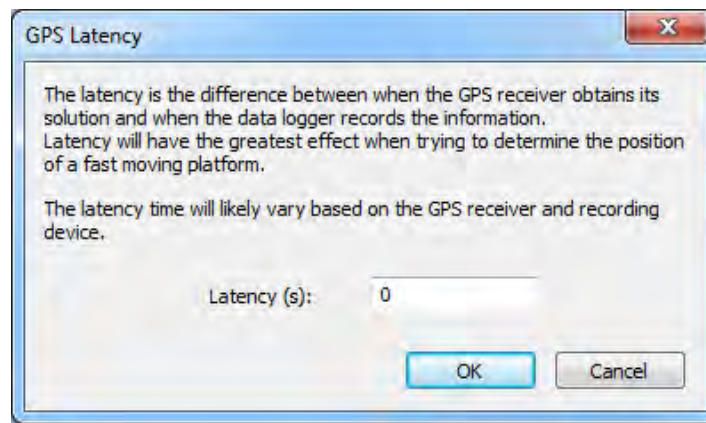 GPS Latency
The latency is the difference between when the GPS receiver obtains its
solution and when the data logger records the information.
Latency will have the greatest effect when trying to determine the position
of a fast moving platform.
The latency time will likely vary based on the GPS receiver and recording
device.
Latency (s): 0
OK Cancel